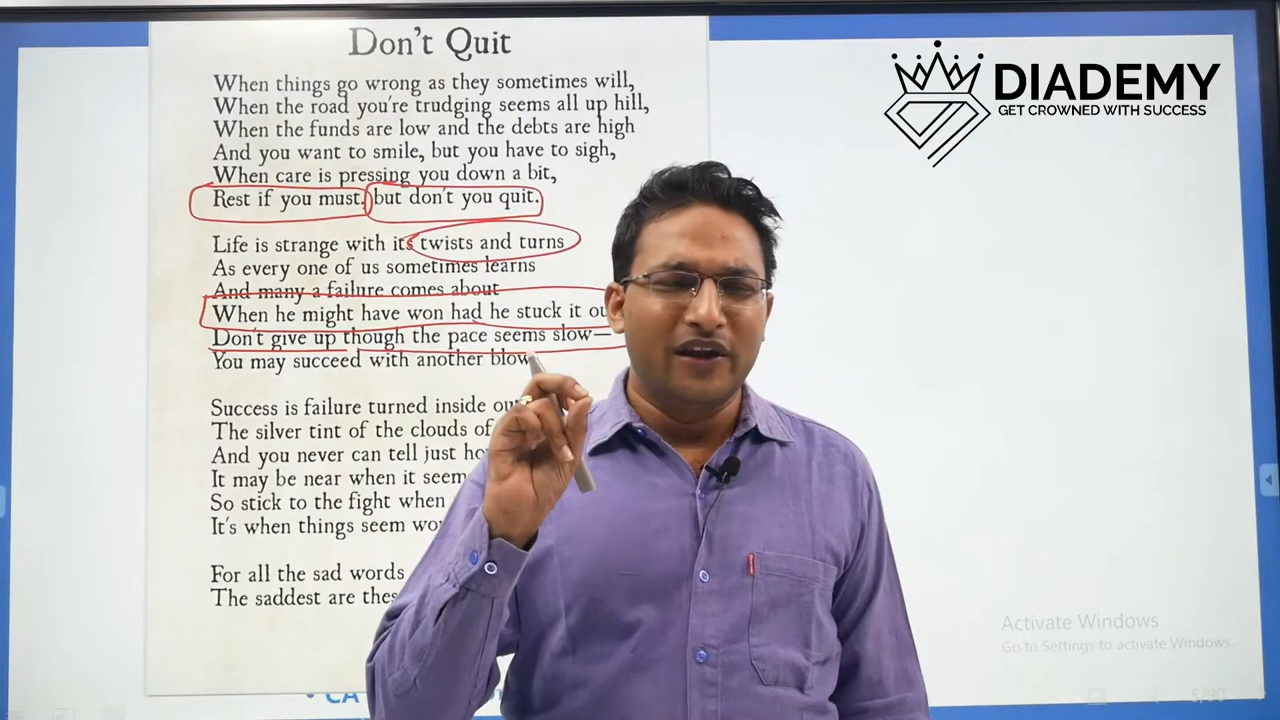 Don't Quit
When things go wrong as they sometimes will,
When the road you're trudging seems all up hill,
When the funds are low and the debts are high
And you want to smile, but you have to sigh,
When care is pressing you down a bit,
Rest if you must, but don't you quit.
Life is strange with its twists and turns
As every one of us sometimes learns
And many a failure comes about
When he might have won had he stuck it
Don't give up though the pace seems slow—
You may succeed with another blow
Success is failure turned inside
The silver tint of the clouds of
And you never can tell just
It may be near when it
So stick to the fight when
It's when things seem
For all the sad words
The saddest are
DIADEMY
GET CROWNED WITH SUCCESS
Activate Windows
Go to Settings to activate Windows.
CA
5/90